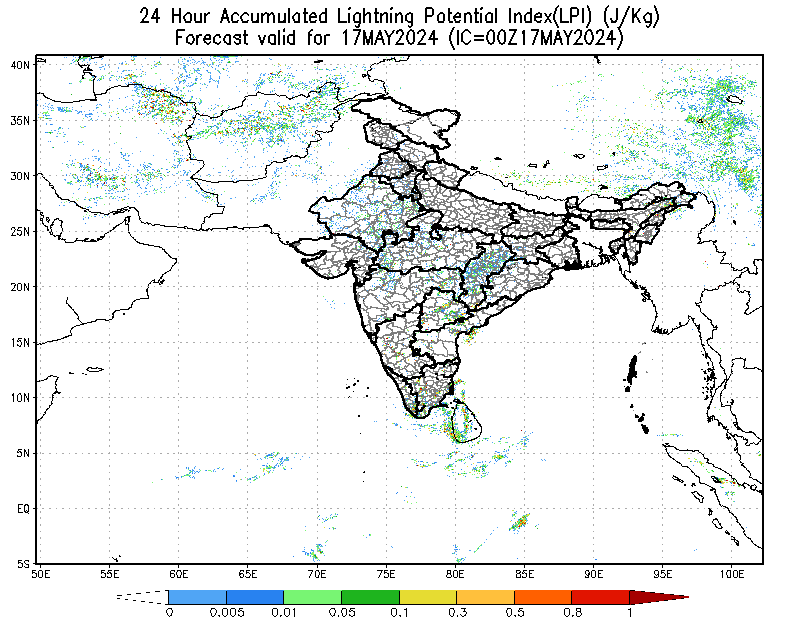 24 Hour Accumulated Lightning Potential Index(LPI) (J/Kg)
Forecast valid for 17MAY2024 (IC=00Z17MAY2024)
40N
35N
30N
25N
20N
15N
10N
5N
EQ
5S
50E 55E 60E 65E 70E 75E 80E 85E 90E 95E 100E
0 0.005 0.01 0.05 0.1 0.3 0.5 0.8 1